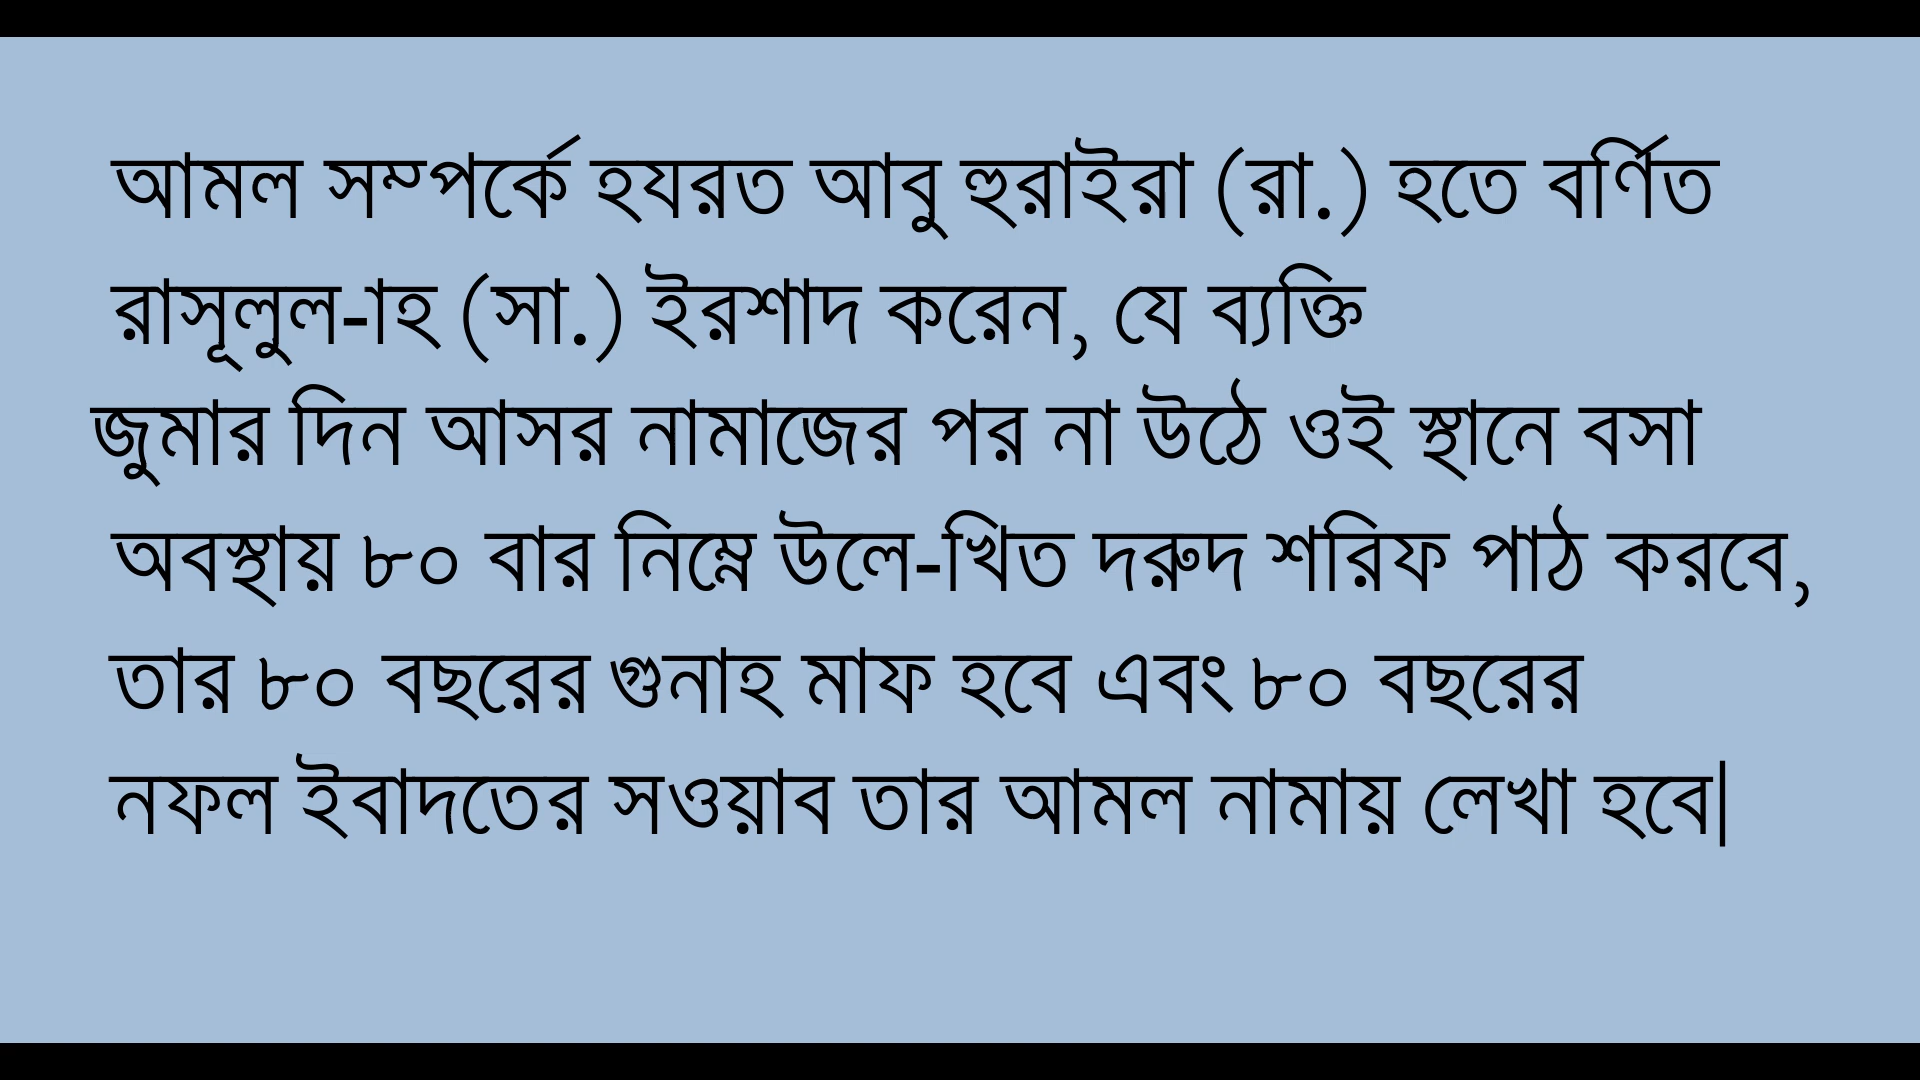 আমল সম্পর্কে হযরত আবু হুরাইরা (রা.) হতে বর্ণিত
রাসূলুল-াহ (সা.) ইরশাদ করেন, যে ব্যক্তি
জুমার দিন আসর নামাজের পর না উঠে ওই স্থানে বসা
অবস্থায় ৮০ বার নিম্নে উলে-খিত দরুদ শরিফ পাঠ করবে,
তার ৮০ বছরের গুনাহ মাফ হবে এবং ৮০ বছরের
নফল ইবাদতের সওয়াব তার আমল নামায় লেখা হবে|